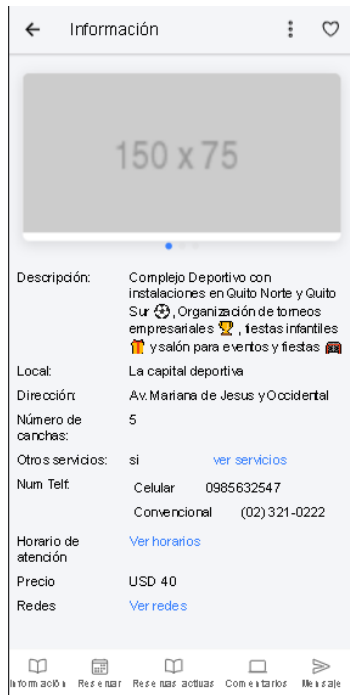 Información
150 x 75
Descripción: Complejo Deportivo con
instalaciones en Quito Norte y Quito
Sur ⚽, Organización de torneos
empresariales 🏆, fiestas infantiles
🎁 y salón para eventos y fiestas
Local: La capital deportiva
Dirección: Av. Mariana de Jesus y Occidental
Número de canchas: 5
Otros servicios: si ver servicios
Num Telf: Celular 0985632547
Convencional (02) 321-0222
Horario de atención Ver horarios
Precio USD 40
Redes Ver redes
Información Reservar Reservas activas Comentarios Mensaje